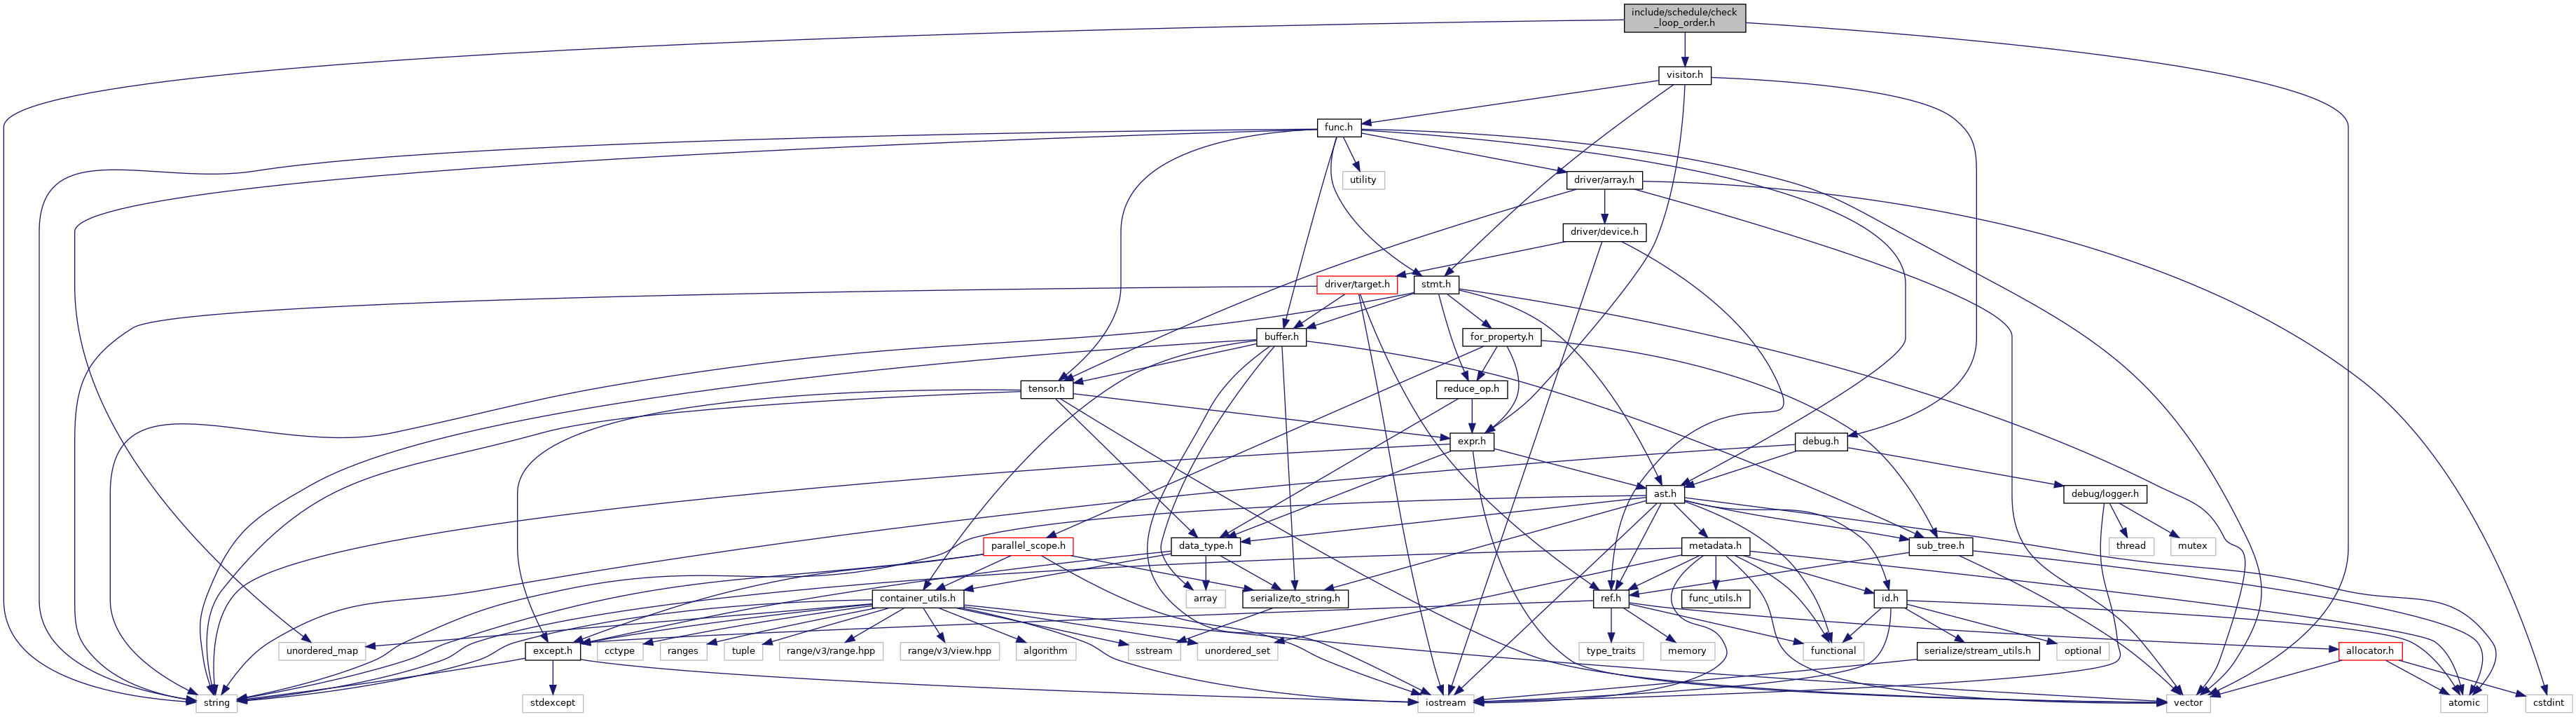 include/schedule/check
_loop_order.h
visitor.h
func.h
utility
driver/array.h
driver/device.h
driver/target.h
stmt.h
buffer.h
for_property.h
tensor.h
reduce_op.h
expr.h
debug.h
ast.h
debug/logger.h
parallel_scope.h
data_type.h
metadata.h
sub_tree.h
thread
mutex
container_utils.h
array
serialize/to_string.h
ref.h
func_utils.h
id.h
unordered_map
except.h
cctype
ranges
tuple
range/v3/range.hpp
range/v3/view.hpp
algorithm
sstream
unordered_set
type_traits
memory
functional
serialize/stream_utils.h
optional
allocator.h
string
stdexcept
iostream
vector
atomic
cstdint